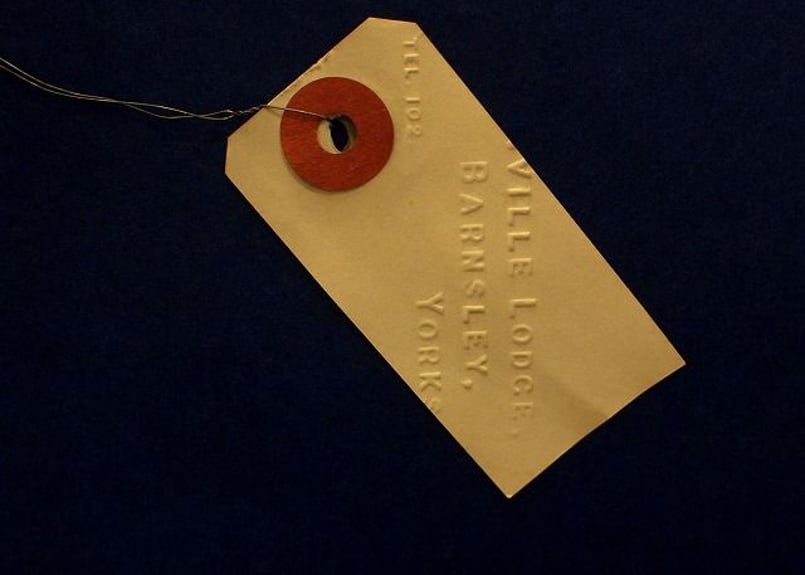 TEL. 102
VILLE LODGE,
BARNSLEY,
YORKS